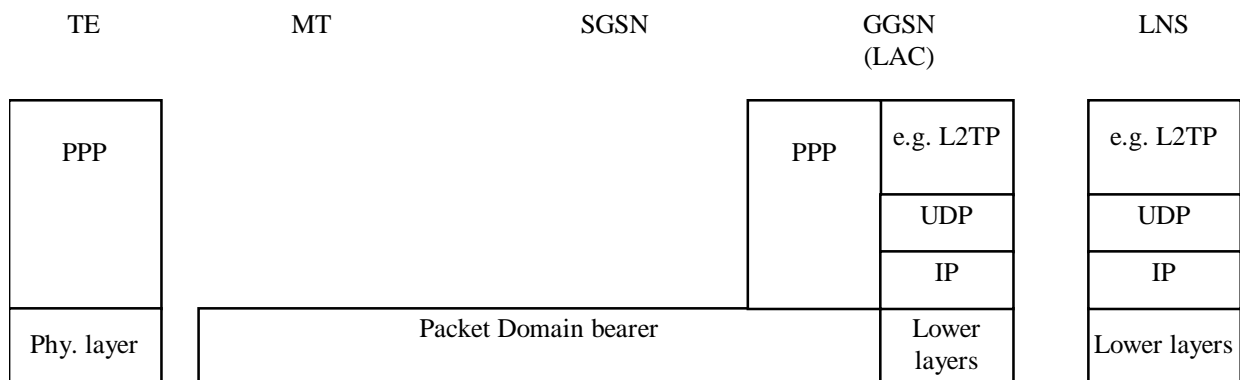 TE
MT
SGSN
GGSN
(LAC)
LNS
PPP
PPP
e.g. L2TP
e.g. L2TP
UDP
UDP
IP
IP
Phy. layer
Packet Domain bearer
Lower
layers
Lower layers